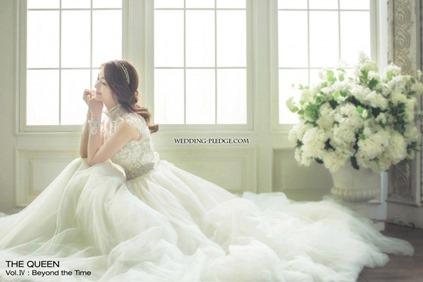 WEDDING-PLEDGE.COM
THE QUEEN
Vol.Ⅳ : Beyond the Time